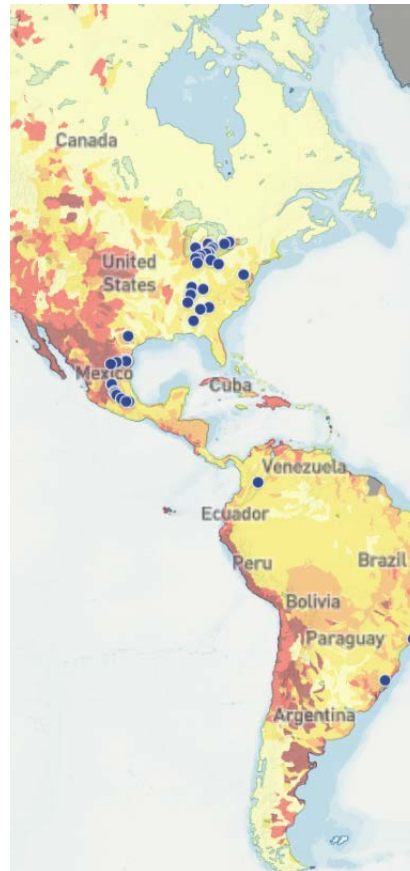 Canada
United
States
Mexico
Cuba
Venezuela
Ecuador
Peru
Brazil
Bolivia
Paraguay
Argentina